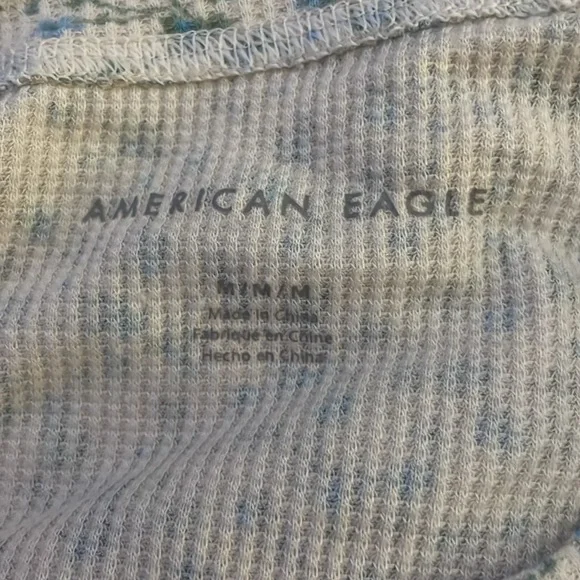 AMERICAN EAGLE
M/M/M
Made in China
Fabriqué en Chine
Hecho en China